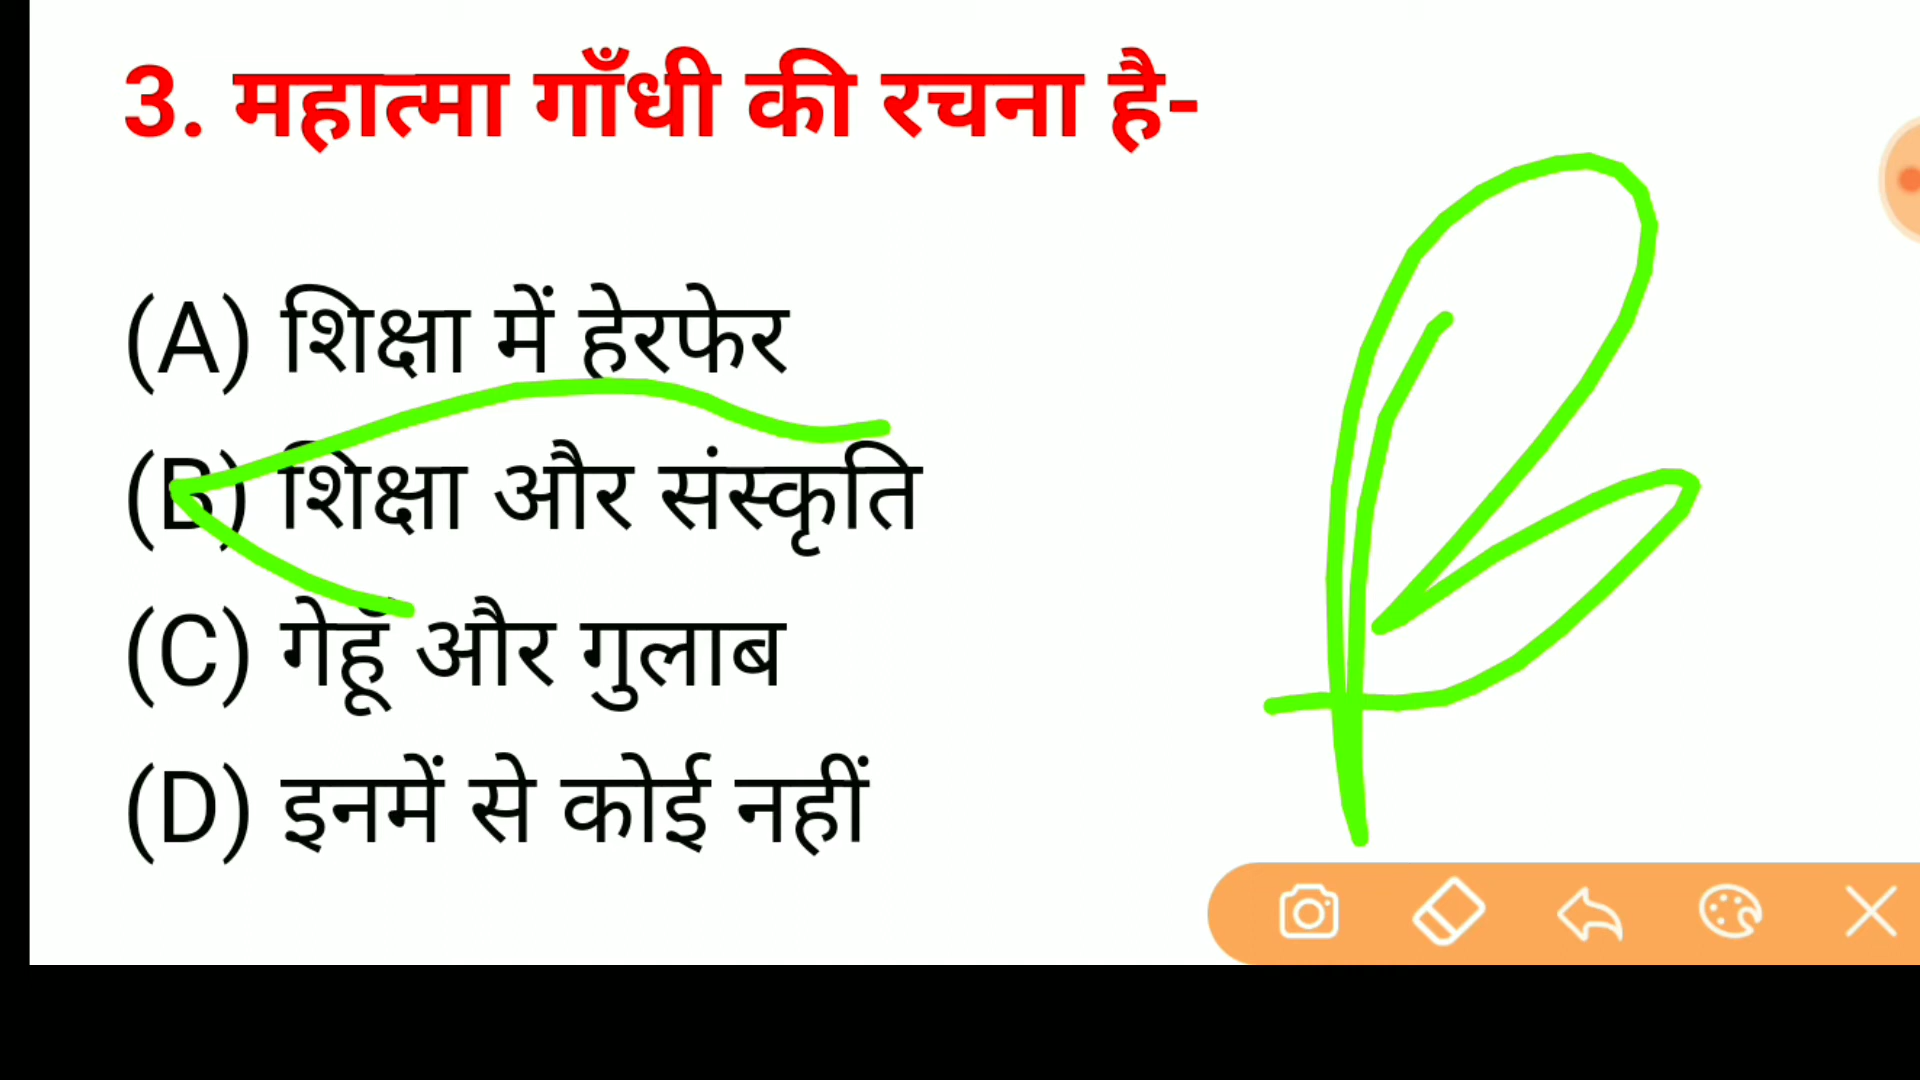 3. महात्मा गाँधी की रचना है-
(A) शिक्षा में हेरफेर
(B) शिक्षा और संस्कृति
B
(C) गेहूँ और गुलाब
(D) इनमें से कोई नहीं